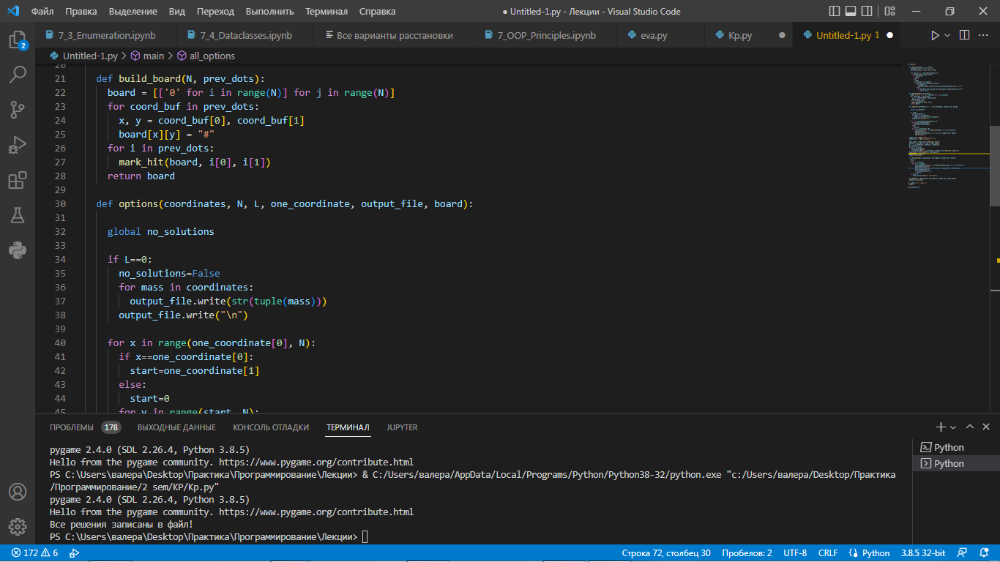 Файл Правка Выделение Вид Переход Выполнить Терминал Справка ● Untitled-1.py - Лекции - Visual Studio Code
7_3_Enumeration.ipynb 7_4_Dataclasses.ipynb Все варианты расстановки 7_OOP_Principles.ipynb eva.py Kp.py Untitled-1.py 1
2
Untitled-1.py > main > all_options
20
21 def build_board(N, prev_dots):
22 board = [['0' for i in range(N)] for j in range(N)]
23 for coord_buf in prev_dots:
24 x, y = coord_buf[0], coord_buf[1]
25 board[x][y] = "#"
26 for i in prev_dots:
27 mark_hit(board, i[0], i[1])
28 return board
29
30 def options(coordinates, N, L, one_coordinate, output_file, board):
31
32 global no_solutions
33
34 if L==0:
35 no_solutions=False
36 for mass in coordinates:
37 output_file.write(str(tuple(mass)))
38 output_file.write("\n")
39
40 for x in range(one_coordinate[0], N):
41 if x==one_coordinate[0]:
42 start=one_coordinate[1]
43 else:
44 start=0
45 for y in range(start, N):
ПРОБЛЕМЫ 178 ВЫХОДНЫЕ ДАННЫЕ КОНСОЛЬ ОТЛАДКИ ТЕРМИНАЛ JUPYTER
pygame 2.4.0 (SDL 2.26.4, Python 3.8.5)
Hello from the pygame community. https://www.pygame.org/contribute.html
PS C:\Users\валера\Desktop\Практика\Программирование\Лекции> & C:/Users/валера/AppData/Local/Programs/Python/Python38-32/python.exe "c:/Users/валера/Desktop/Практика
/Программирование/2 sem/КР/Kp.py"
pygame 2.4.0 (SDL 2.26.4, Python 3.8.5)
Hello from the pygame community. https://www.pygame.org/contribute.html
Все решения записаны в файл!
PS C:\Users\валера\Desktop\Практика\Программирование\Лекции>
Python
Python
172 6 Строка 72, столбец 30 Пробелов: 2 UTF-8 CRLF Python 3.8.5 32-bit